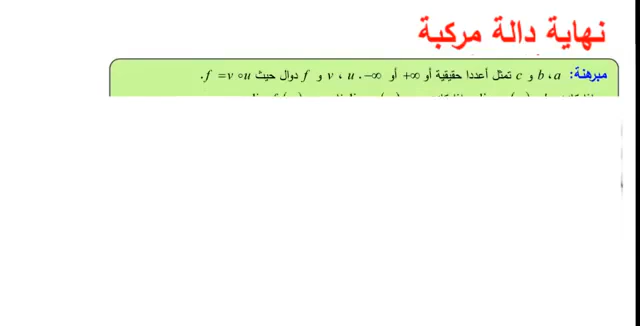 نهاية دالة مركبة
مبرهنة: b ، a و c تمثل أعدادا حقيقية أو ∞+ أو ∞−. v ، u و f دوال حيث f = v ∘ u.